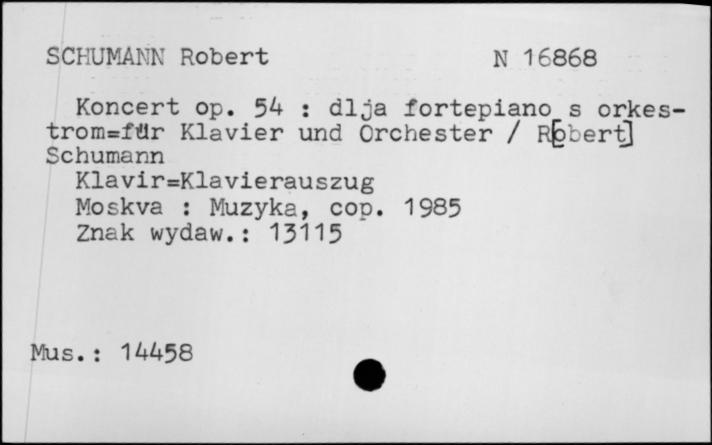 SCHUMANN Robert N 16868
Koncert op. 54 : dlja fortepiano s orkes-
trom=für Klavier und Orchester / R[obert]
Schumann
Klavir=Klavierauszug
Moskva : Muzyka, cop. 1985
Znak wydaw.: 13115
Mus.: 14458